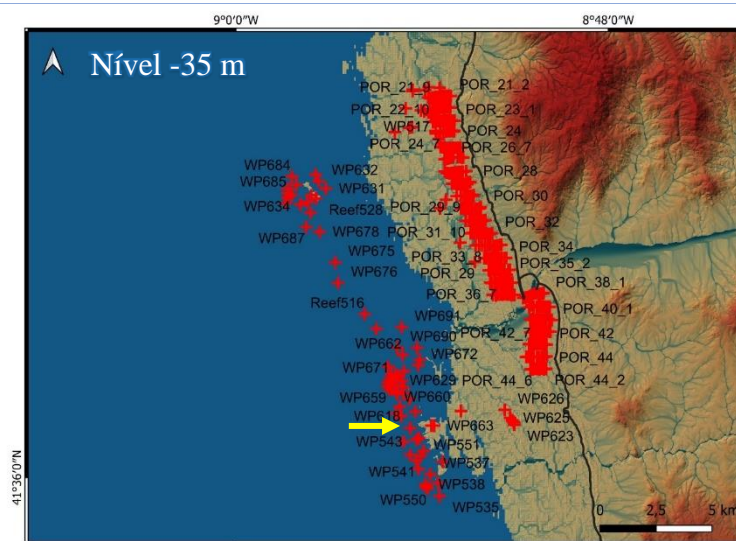 9°0'0"W
8°48'0"W
Nível -35 m
POR_21_9
POR_21_2
POR_22_10
POR_23_1
WP517
POR_24
POR_24_7
POR_26_7
WP684
WP632
POR_28
WP685
WP631
POR_30
WP634
Reef528
POR_29_9
POR_32
WP687
WP678
POR_31_10
WP675
POR_34
POR_33_8
POR_35_2
WP676
POR_29
POR_38_1
POR_36_7
Reef516
WP691
POR_40_1
WP662
WP690
POR_42_7
POR_42
WP672
POR_44
WP671
WP629
POR_44_6
POR_44_2
WP659
WP660
WP626
WP618
WP663
WP625
WP543
WP551
WP623
WP541
WP537
WP538
WP550
WP535
41°36'0"N
0
2,5
5 km